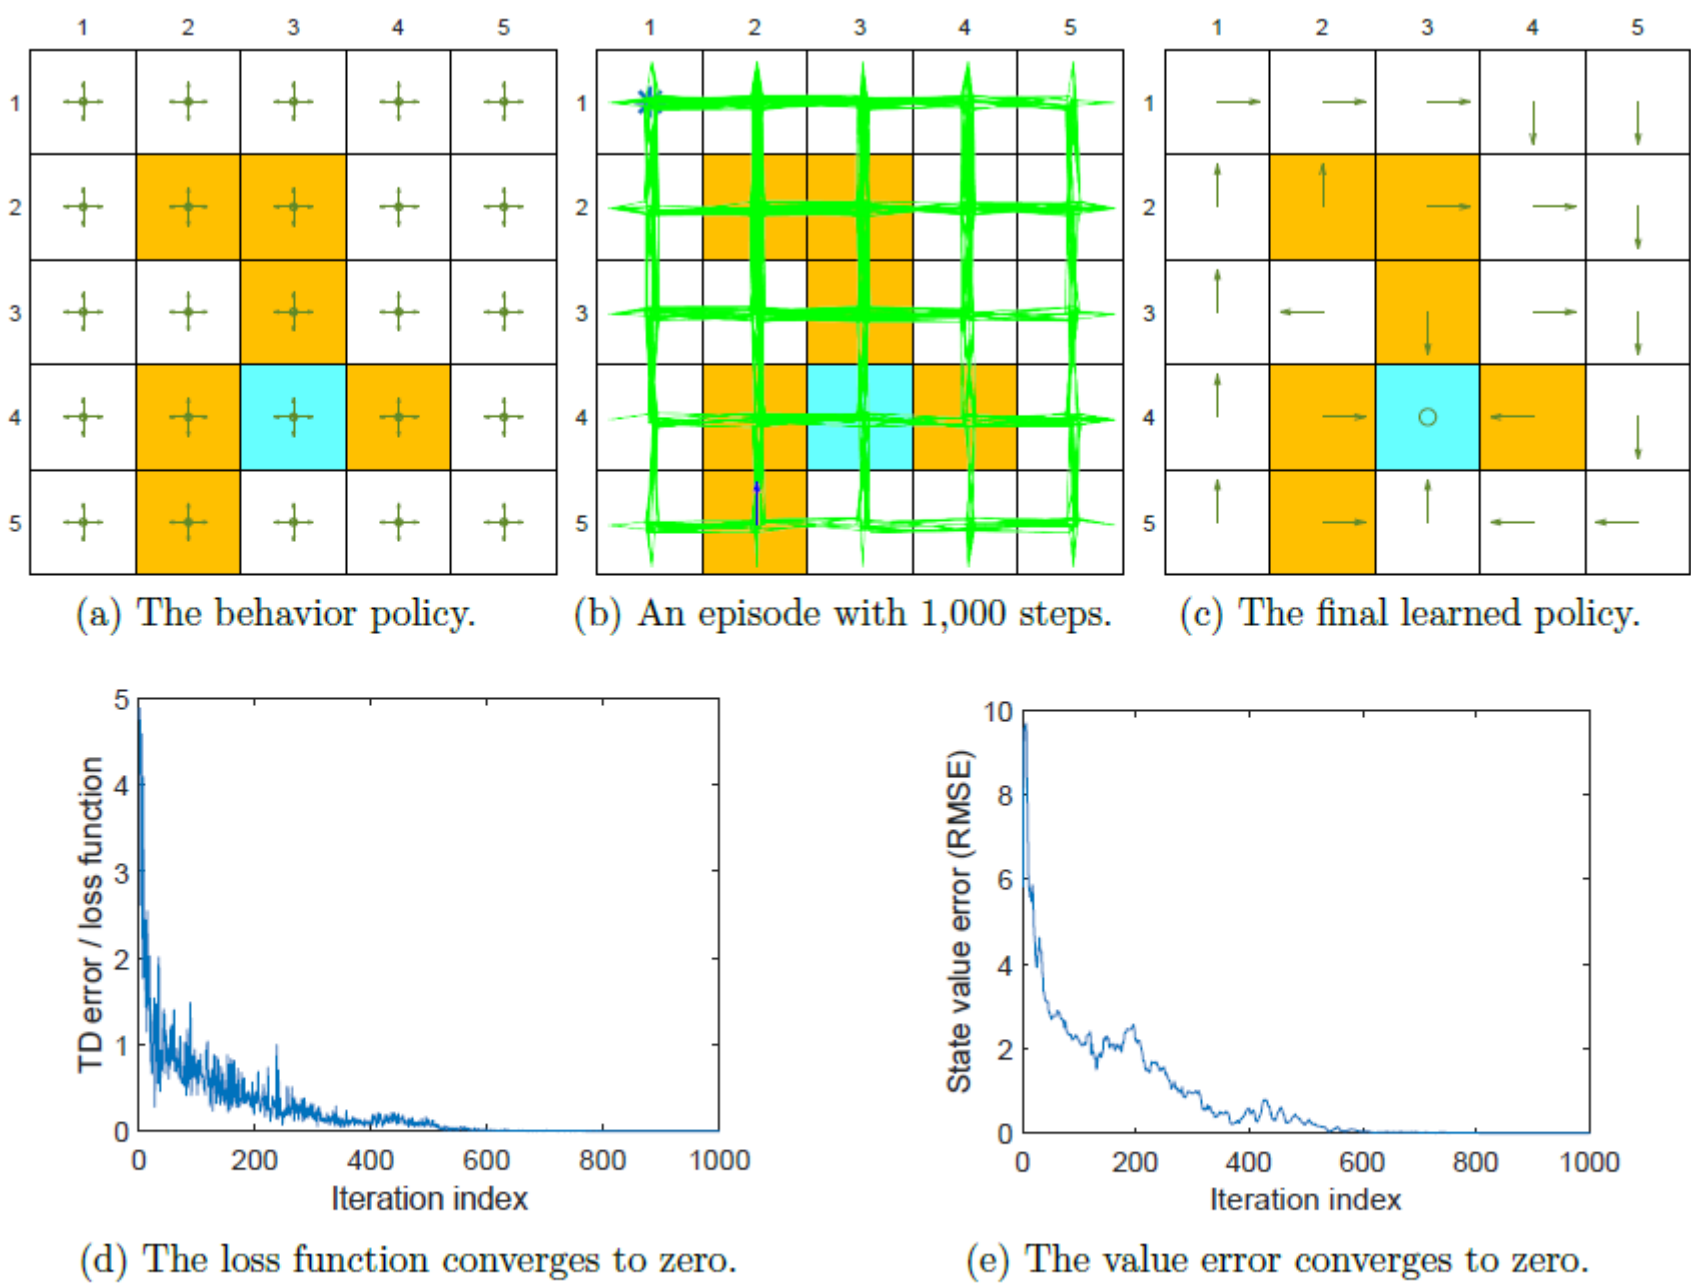 1 2 3 4 5
1
2
3
4
5
(a) The behavior policy.
1 2 3 4 5
1
2
3
4
5
(b) An episode with 1,000 steps.
1 2 3 4 5
1
2
3
4
5
(c) The final learned policy.
TD error / loss function
5
4
3
2
1
0
0 200 400 600 800 1000
Iteration index
(d) The loss function converges to zero.
State value error (RMSE)
10
8
6
4
2
0
0 200 400 600 800 1000
Iteration index
(e) The value error converges to zero.